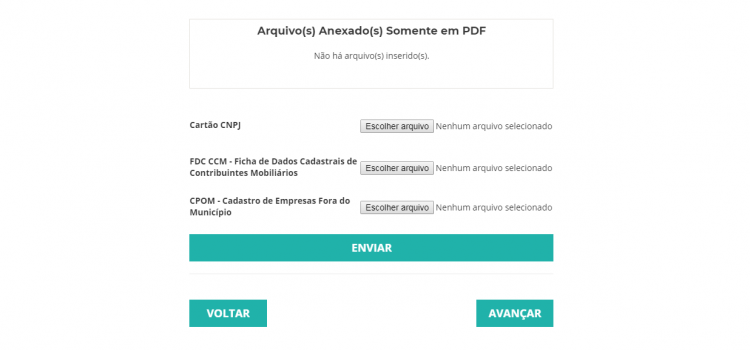 Arquivo(s) Anexado(s) Somente em PDF
Não há arquivo(s) inserido(s).
Cartão CNPJ
Escolher arquivo Nenhum arquivo selecionado
FDC CCM - Ficha de Dados Cadastrais de
Contribuintes Mobiliários
Escolher arquivo Nenhum arquivo selecionado
CPOM - Cadastro de Empresas Fora do
Município
Escolher arquivo Nenhum arquivo selecionado
ENVIAR
VOLTAR
AVANÇAR